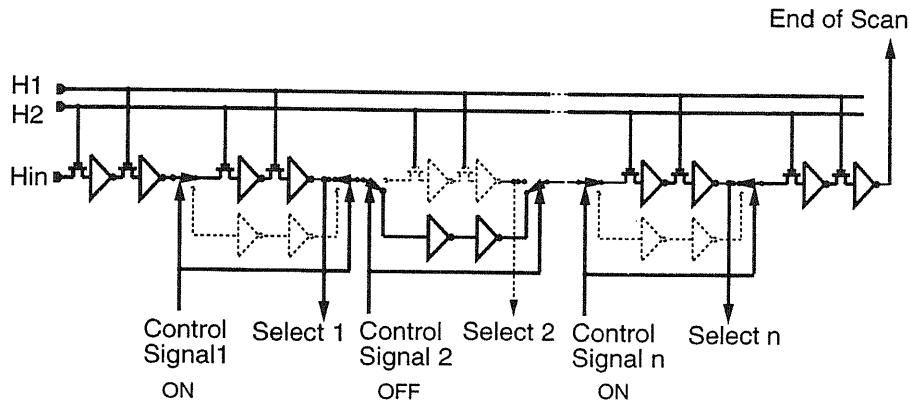 End of Scan
H1
H2
Hin
Control
Signal1
ON
Select 1
Control
Signal 2
OFF
Select 2
Control
Signal n
ON
Select n